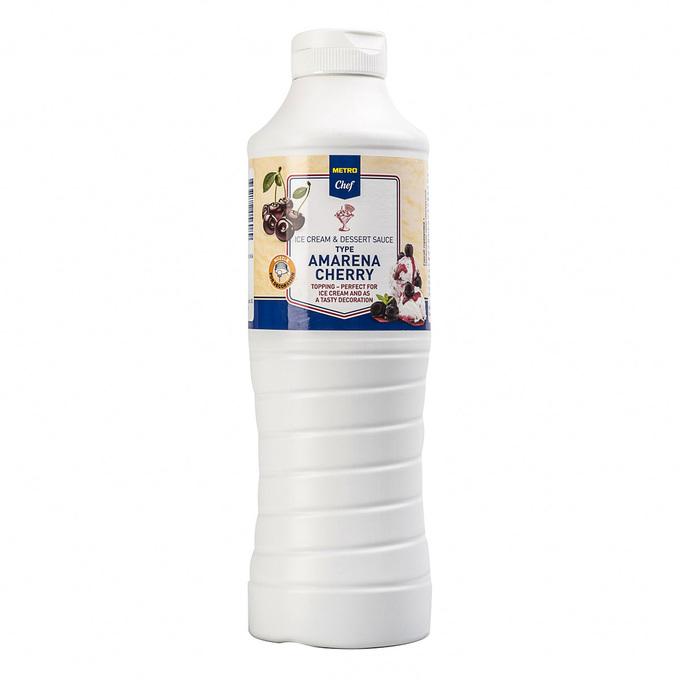 METRO
Chef
ICE CREAM & DESSERT SAUCE
TYPE
AMARENA
CHERRY
TOPPING – PERFECT FOR
ICE CREAM AND AS
A TASTY DECORATION